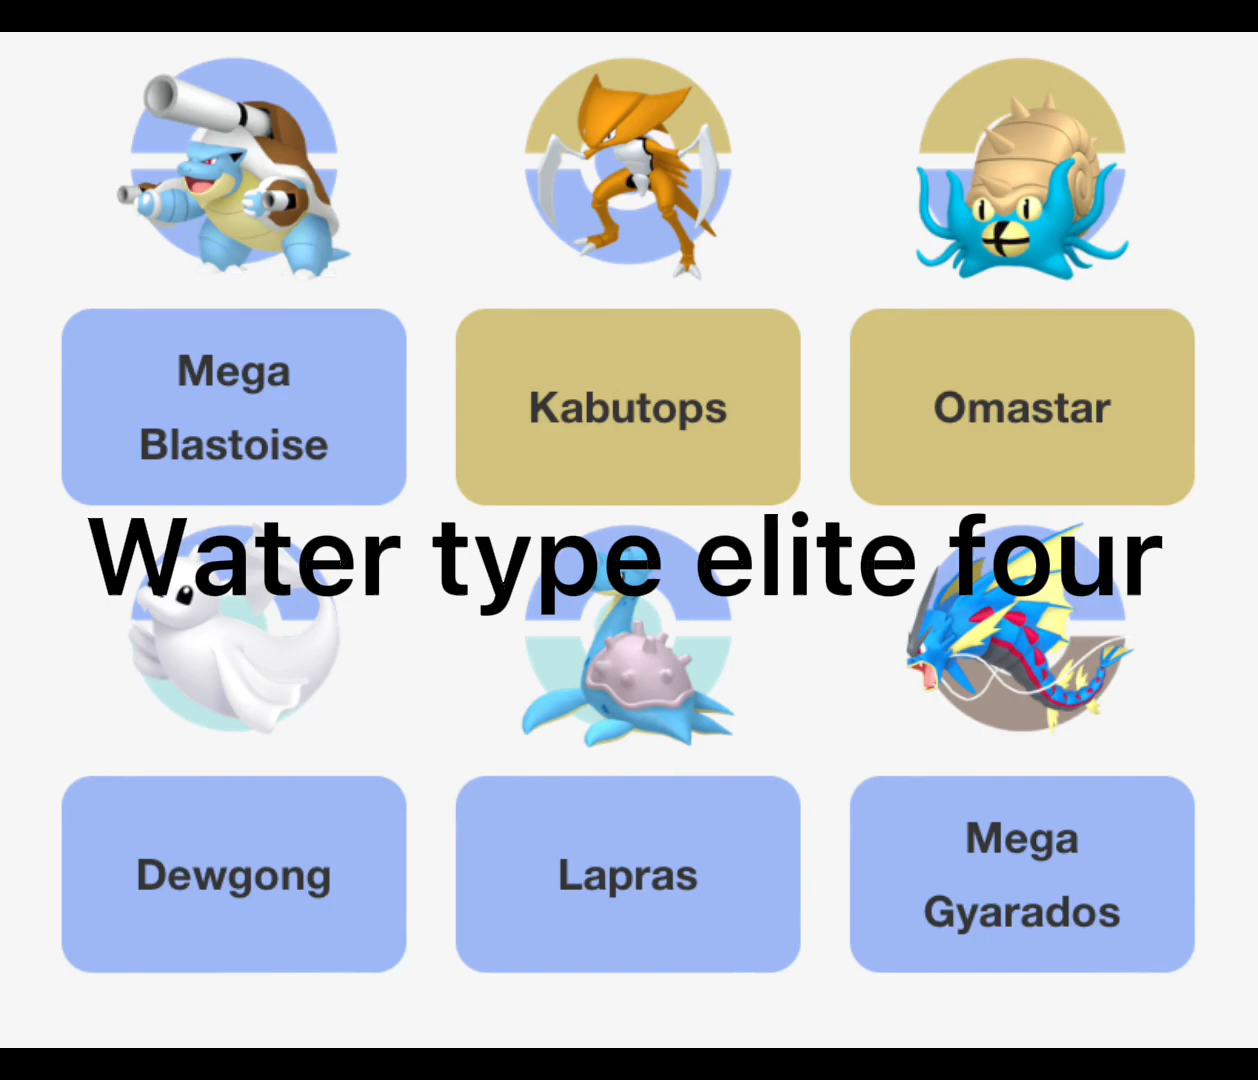 Mega
Blastoise
Kabutops
Omastar
Water type elite four
Dewgong
Lapras
Mega
Gyarados